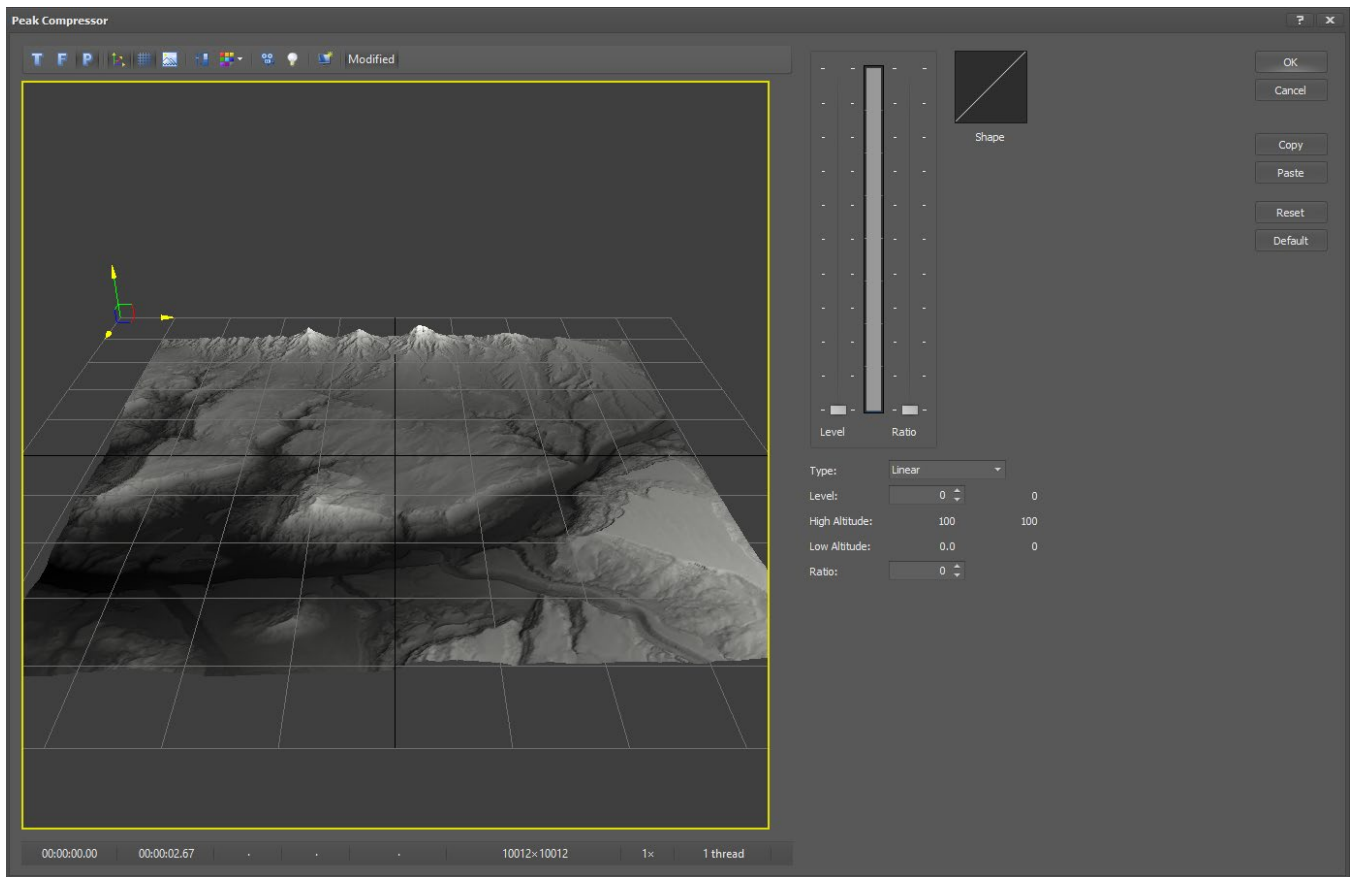 Peak Compressor
? x
T F P Modified
OK
Cancel
Copy
Paste
Reset
Default
Shape
Level Ratio
Type: Linear
Level: 0 0
High Altitude: 100 100
Low Altitude: 0.0 0
Ratio: 0
00:00:00.00 00:00:02.67 . . . 10012×10012 1× 1 thread